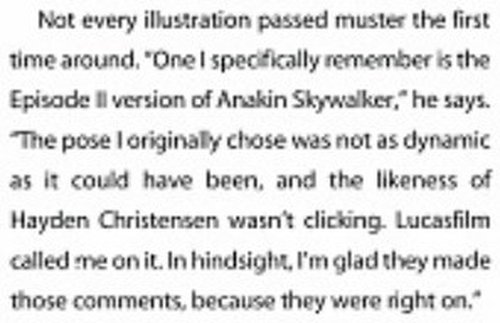 Not every illustration passed muster the first
time around. "One I specifically remember is the
Episode II version of Anakin Skywalker," he says.
"The pose I originally chose was not as dynamic
as it could have been, and the likeness of
Hayden Christensen wasn't clicking. Lucasfilm
called me on it. In hindsight, I'm glad they made
those comments, because they were right on."